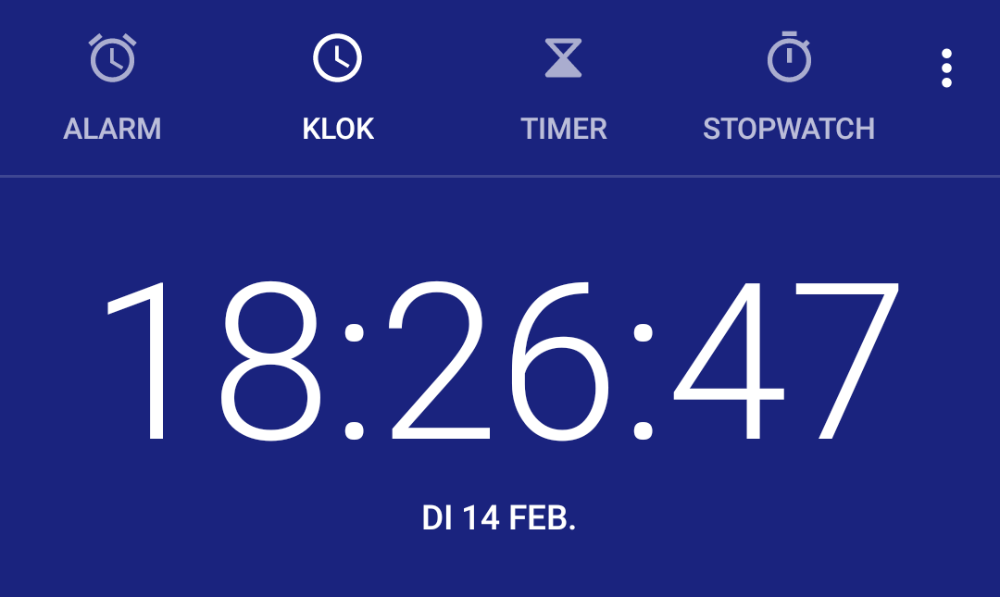 ALARM KLOK TIMER STOPWATCH
18:26:47
DI 14 FEB.